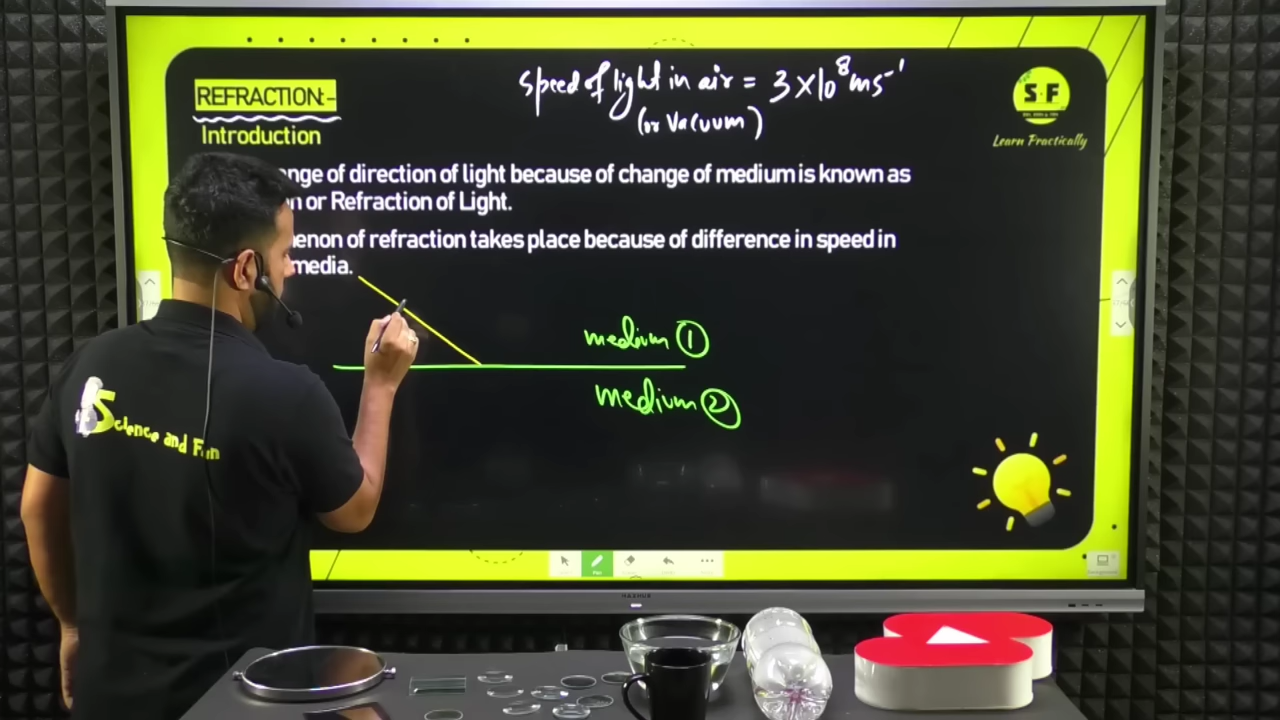 REFRACTION:-
Introduction
Speed of light in air = 3 × 10⁸ ms⁻¹
(or Vacuum)
S F
Learn Practically
ange of direction of light because of change of medium is known as
n or Refraction of Light.
enon of refraction takes place because of difference in speed in
media.
medium ①
medium ②
Science and Fun
Pen